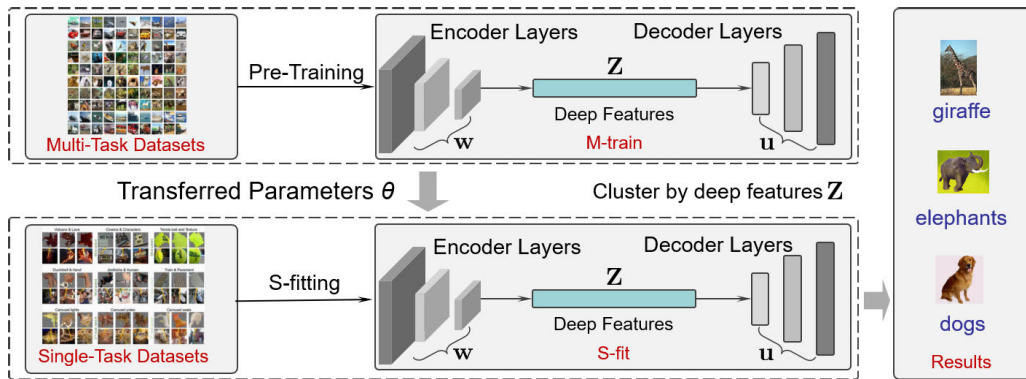 Encoder Layers
Decoder Layers
Pre-Training
Z
Deep Features
w
M-train
u
Multi-Task Datasets
giraffe
Transferred Parameters θ
Cluster by deep features Z
elephants
Encoder Layers
Decoder Layers
S-fitting
Z
Deep Features
w
S-fit
u
Single-Task Datasets
dogs
Results